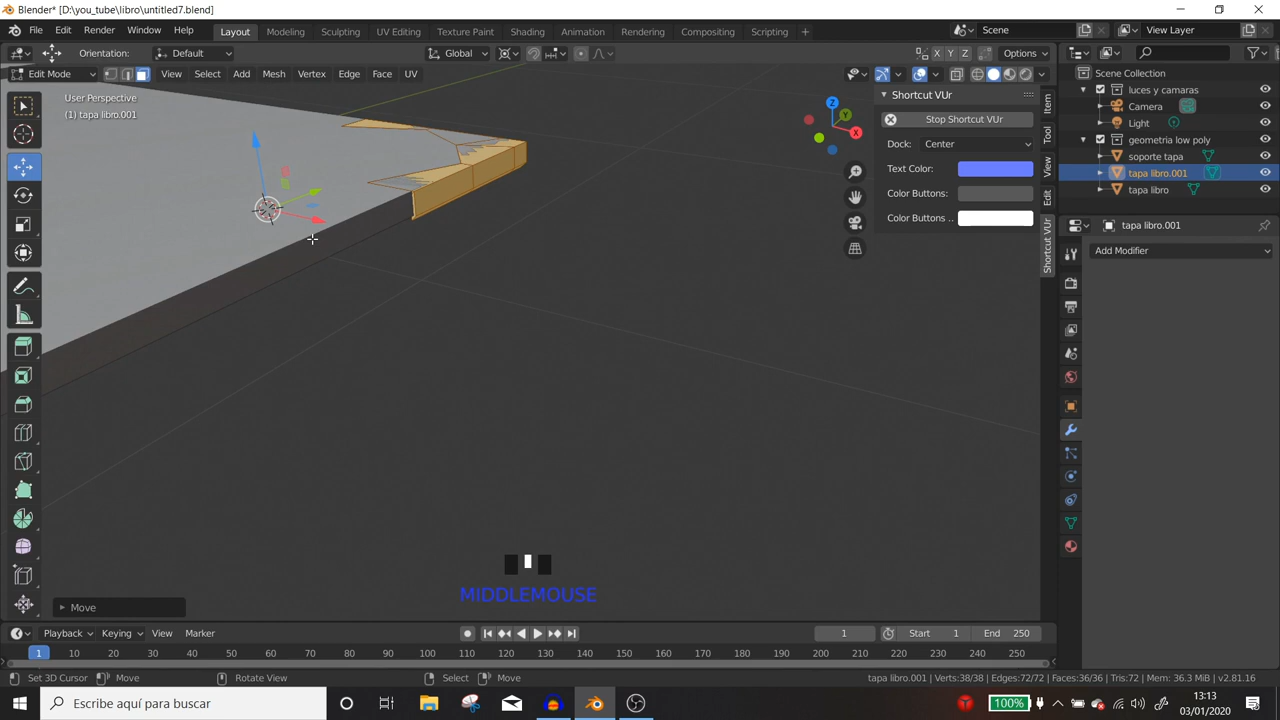 Blender* [D:\you_tube\libro\untitled7.blend]
File Edit Render Window Help Layout Modeling Sculpting UV Editing Texture Paint Shading Animation Rendering Compositing Scripting + Scene View Layer
Orientation: Default Global X Y Z Options
Edit Mode View Select Add Mesh Vertex Edge Face UV
User Perspective
(1) tapa libro.001
Z
Y
X
Shortcut VUr
Stop Shortcut VUr
Dock: Center
Text Color:
Color Buttons:
Color Buttons ..
Item
Tool
View
Edit
Shortcut VUr
Scene Collection
luces y camaras
Camera
Light
geometria low poly
soporte tapa
tapa libro.001
tapa libro
tapa libro.001
Add Modifier
MIDDLEMOUSE
Move
Playback Keying View Marker 1 Start 1 End 250
1 10 20 30 40 50 60 70 80 90 100 110 120 130 140 150 160 170 180 190 200 210 220 230 240 250
Set 3D Cursor Move Rotate View Select Move tapa libro.001 | Verts:38/38 | Edges:72/72 | Faces:36/36 | Tris:72 | Mem: 36.3 MiB | v2.81.16
Escribe aquí para buscar 100% 13:13
03/01/2020